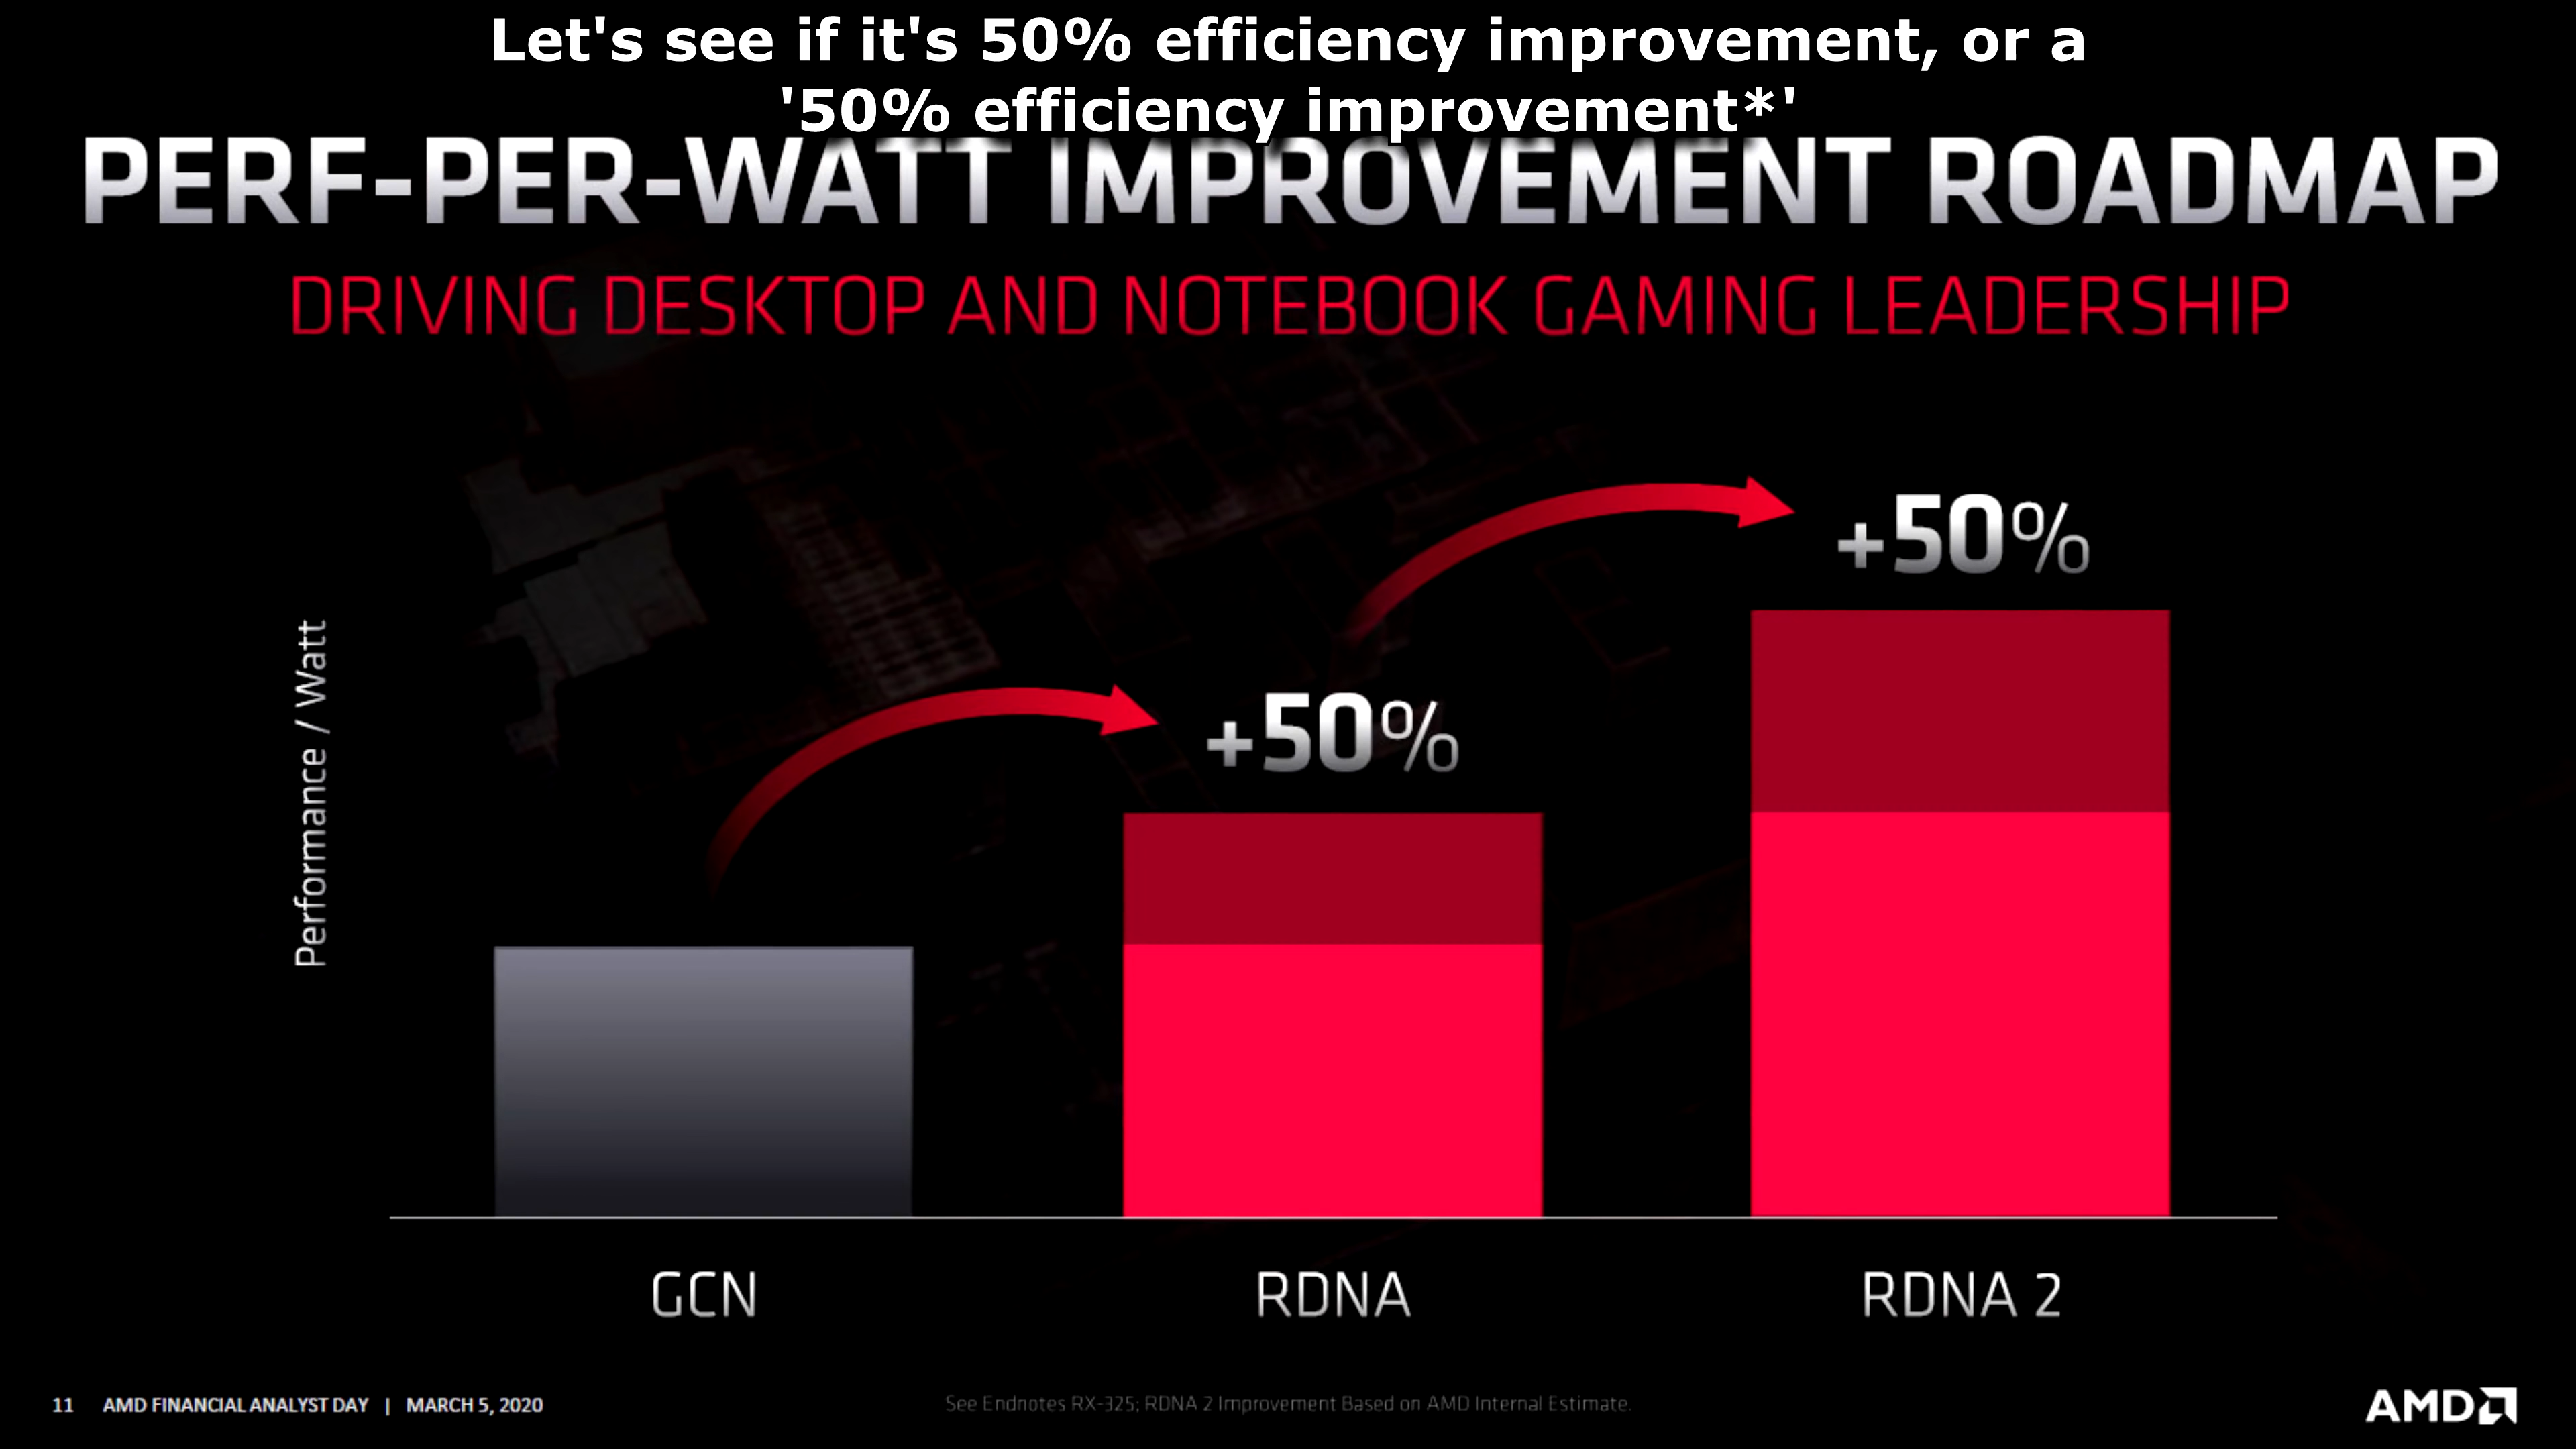 Let's see if it's 50% efficiency improvement, or a
'50% efficiency improvement*'
PERF-PER-WATT IMPROVEMENT ROADMAP
DRIVING DESKTOP AND NOTEBOOK GAMING LEADERSHIP
+50%
+50%
Performance / Watt
GCN
RDNA
RDNA 2
11 AMD FINANCIAL ANALYST DAY | MARCH 5, 2020
See Endnotes RX-325; RDNA 2 Improvement Based on AMD Internal Estimate.
AMD